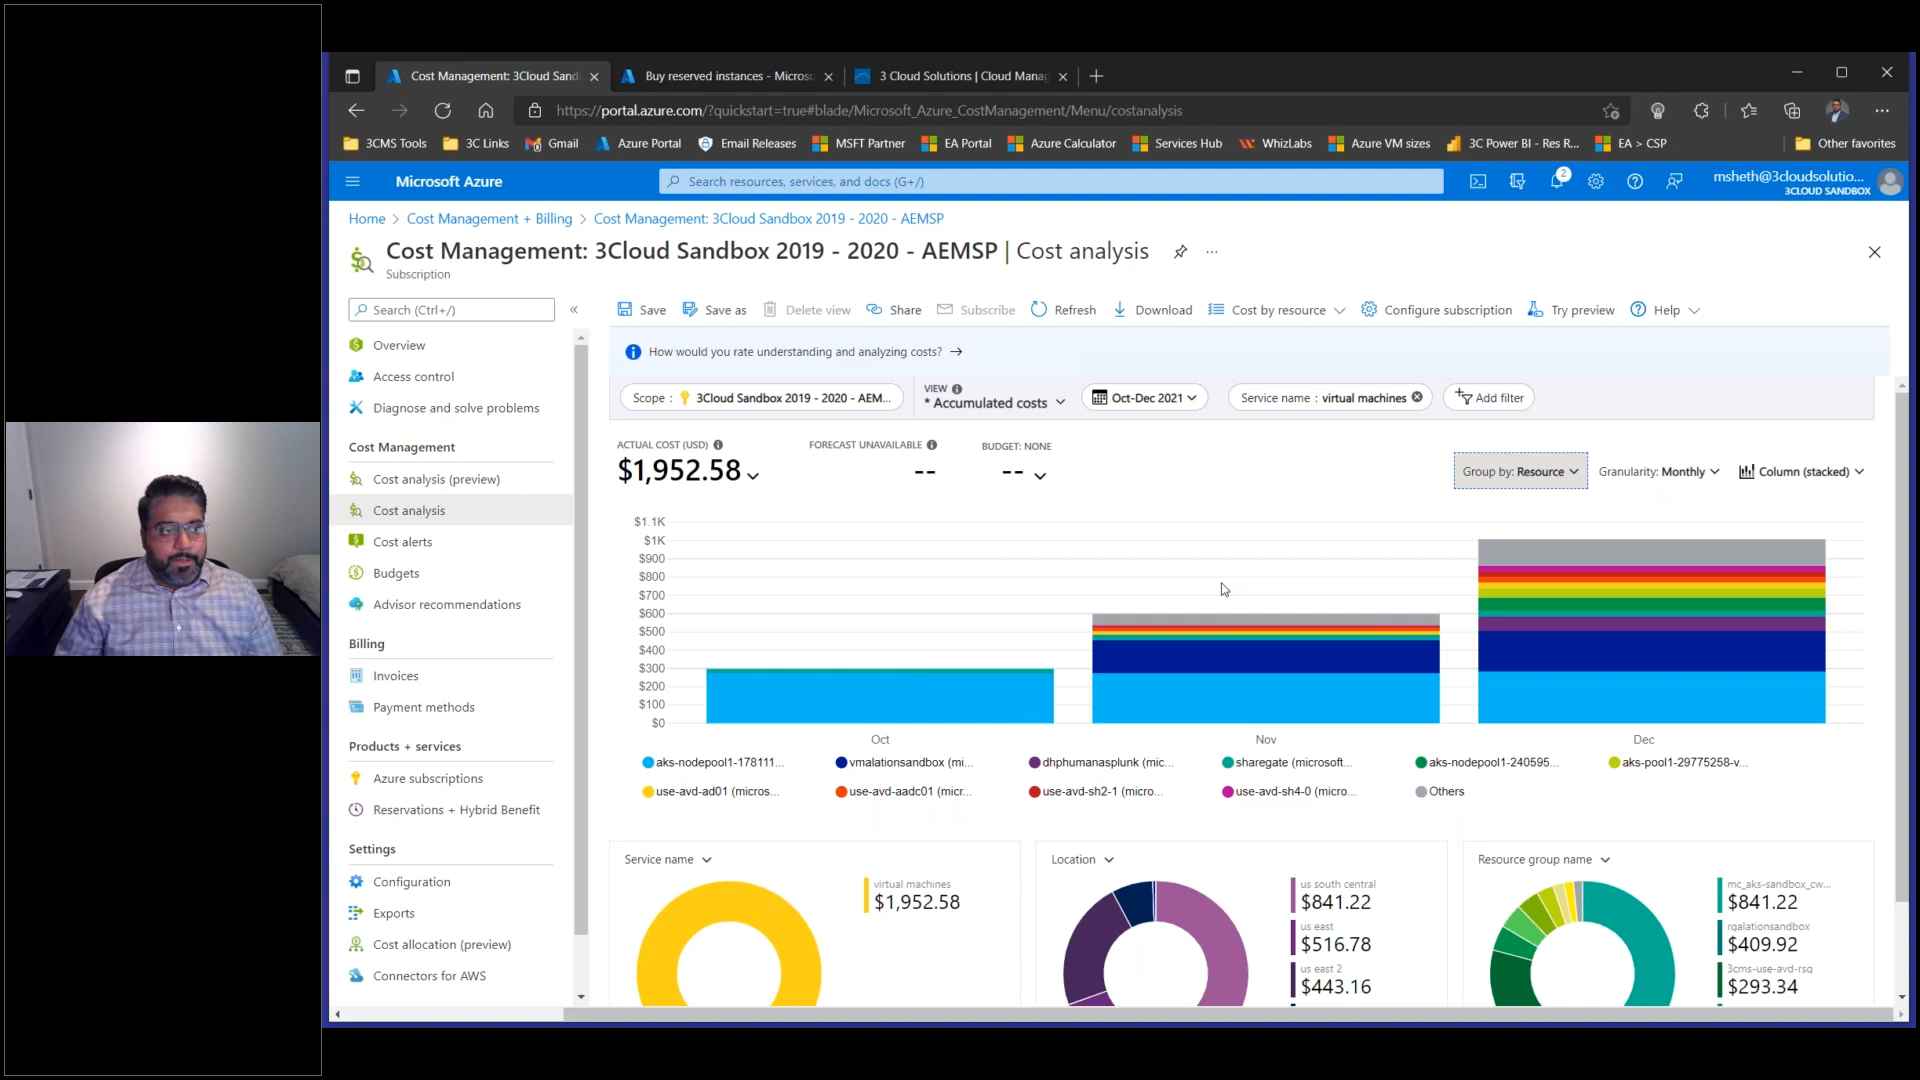 Cost Management: 3Cloud Sand
Buy reserved instances - Micros
3 Cloud Solutions | Cloud Manag
https://portal.azure.com/?quickstart=true#blade/Microsoft_Azure_CostManagement/Menu/costanalysis
3CMS Tools
3C Links
Gmail
Azure Portal
Email Releases
MSFT Partner
EA Portal
Azure Calculator
Services Hub
WhizLabs
Azure VM sizes
3C Power BI - Res R...
EA > CSP
Other favorites
Microsoft Azure
Search resources, services, and docs (G+/)
2
msheth@3cloudsolutio...
3CLOUD SANDBOX
Home > Cost Management + Billing > Cost Management: 3Cloud Sandbox 2019 - 2020 - AEMSP
Cost Management: 3Cloud Sandbox 2019 - 2020 - AEMSP | Cost analysis
...
Subscription
Search (Ctrl+/)
«
Overview
Access control
Diagnose and solve problems
Cost Management
Cost analysis (preview)
Cost analysis
Cost alerts
Budgets
Advisor recommendations
Billing
Invoices
Payment methods
Products + services
Azure subscriptions
Reservations + Hybrid Benefit
Settings
Configuration
Exports
Cost allocation (preview)
Connectors for AWS
Save
Save as
Delete view
Share
Subscribe
Refresh
Download
Cost by resource
Configure subscription
Try preview
Help
How would you rate understanding and analyzing costs? →
Scope : 3Cloud Sandbox 2019 - 2020 - AEM...
VIEW
* Accumulated costs
Oct-Dec 2021
Service name : virtual machines
Add filter
ACTUAL COST (USD)
$1,952.58
FORECAST UNAVAILABLE
--
BUDGET: NONE
--
Group by: Resource
Granularity: Monthly
Column (stacked)
$1.1K
$1K
$900
$800
$700
$600
$500
$400
$300
$200
$100
$0
Oct
Nov
Dec
aks-nodepool1-178111...
vmalationsandbox (mi...
dhphumanasplunk (mic...
sharegate (microsoft...
aks-nodepool1-240595...
aks-pool1-29775258-v...
use-avd-ad01 (micros...
use-avd-aadc01 (micr...
use-avd-sh2-1 (micro...
use-avd-sh4-0 (micro...
Others
Service name
virtual machines
$1,952.58
Location
us south central
$841.22
us east
$516.78
us east 2
$443.16
Resource group name
mc_aks-sandbox_cw...
$841.22
rgalationsandbox
$409.92
3cms-use-avd-rsg
$293.34